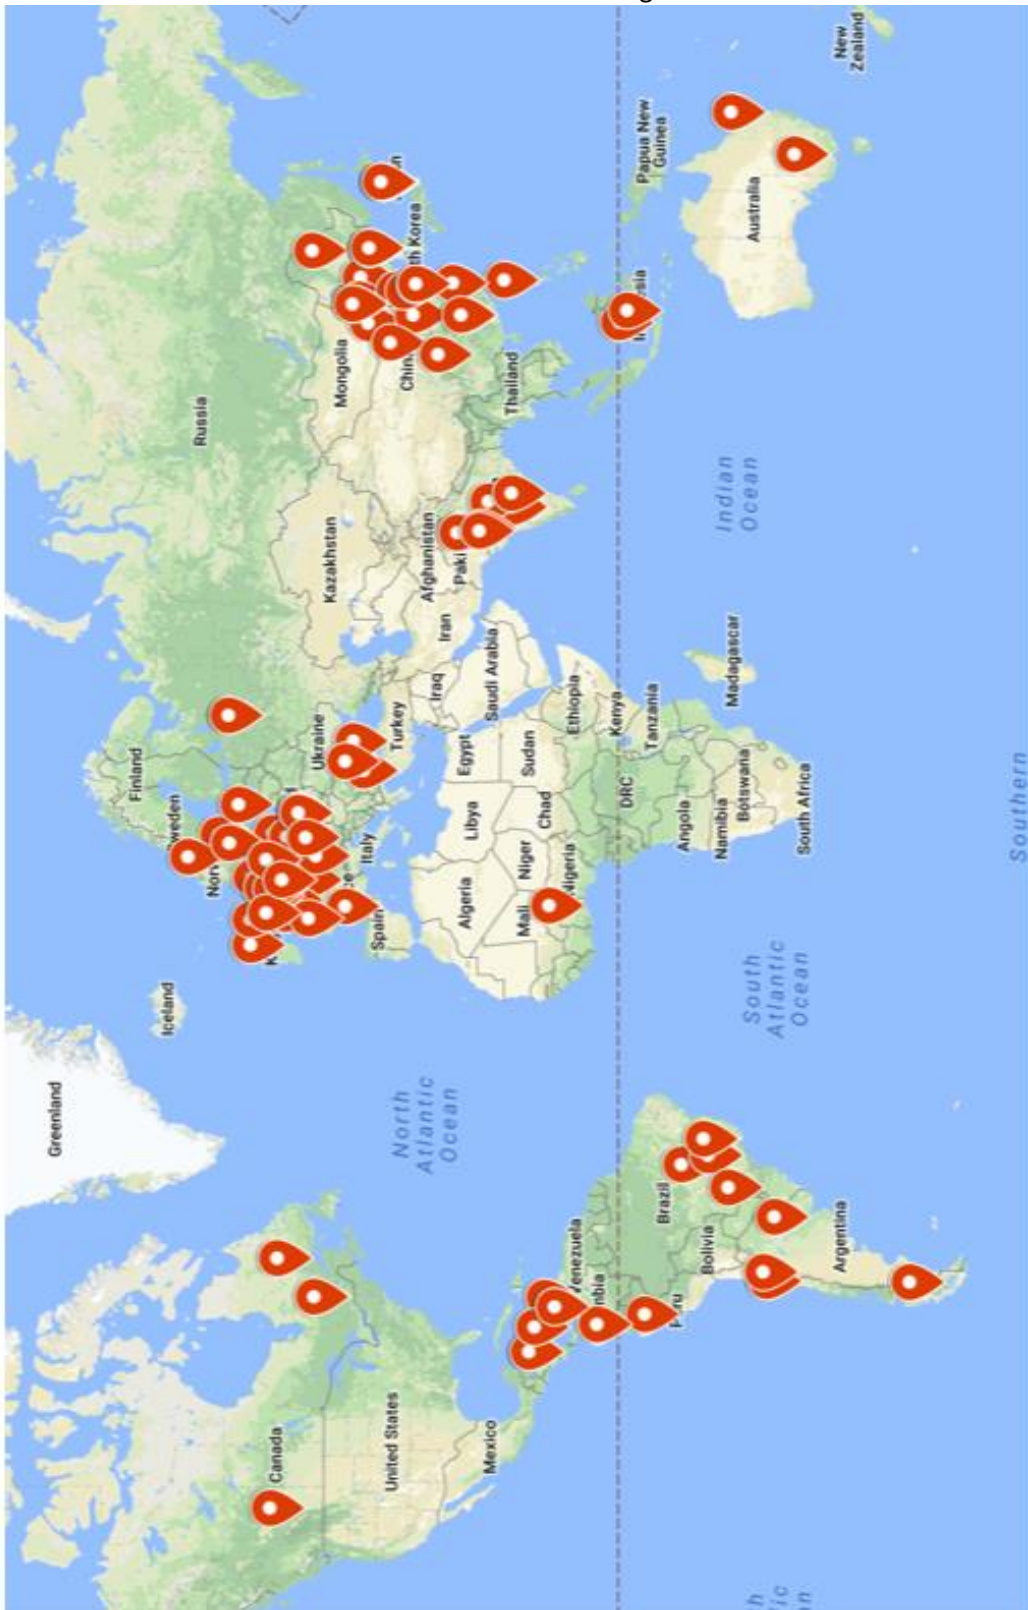 Greenland
Iceland
Finland
Russia
Canada
United States
Mexico
Ukraine
Kazakhstan
Mongolia
Italy
Spain
Turkey
Afghanistan
Iraq
Iran
Algeria
Libya
Egypt
Saudi Arabia
Thailand
Mali
Niger
Chad
Sudan
Nigeria
Ethiopia
DRC
Kenya
Tanzania
Angola
Namibia
Botswana
Madagascar
South Africa
Brazil
Bolivia
Argentina
Papua New
Guinea
Australia
New
Zealand
North
Atlantic
Ocean
South
Atlantic
Ocean
Indian
Ocean
Southern